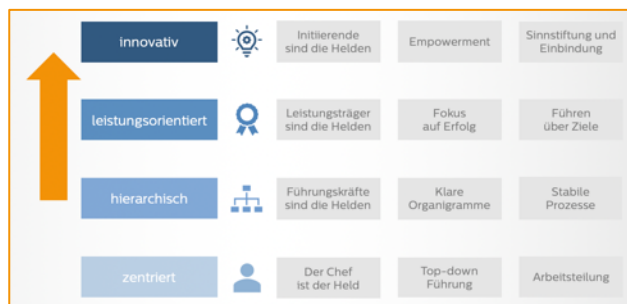 innovativ
Initiierende
sind die Helden
Empowerment
Sinnstiftung und
Einbindung
leistungsorientiert
Leistungsträger
sind die Helden
Fokus
auf Erfolg
Führen
über Ziele
hierarchisch
Führungskräfte
sind die Helden
Klare
Organigramme
Stabile
Prozesse
zentriert
Der Chef
ist der Held
Top-down
Führung
Arbeitsteilung